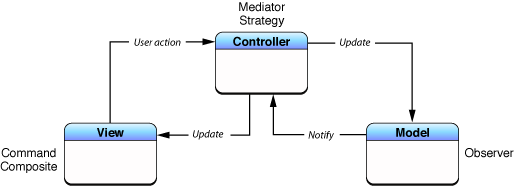 Mediator
Strategy
Controller
User action
Update
Update
Notify
View
Model
Command
Composite
Observer